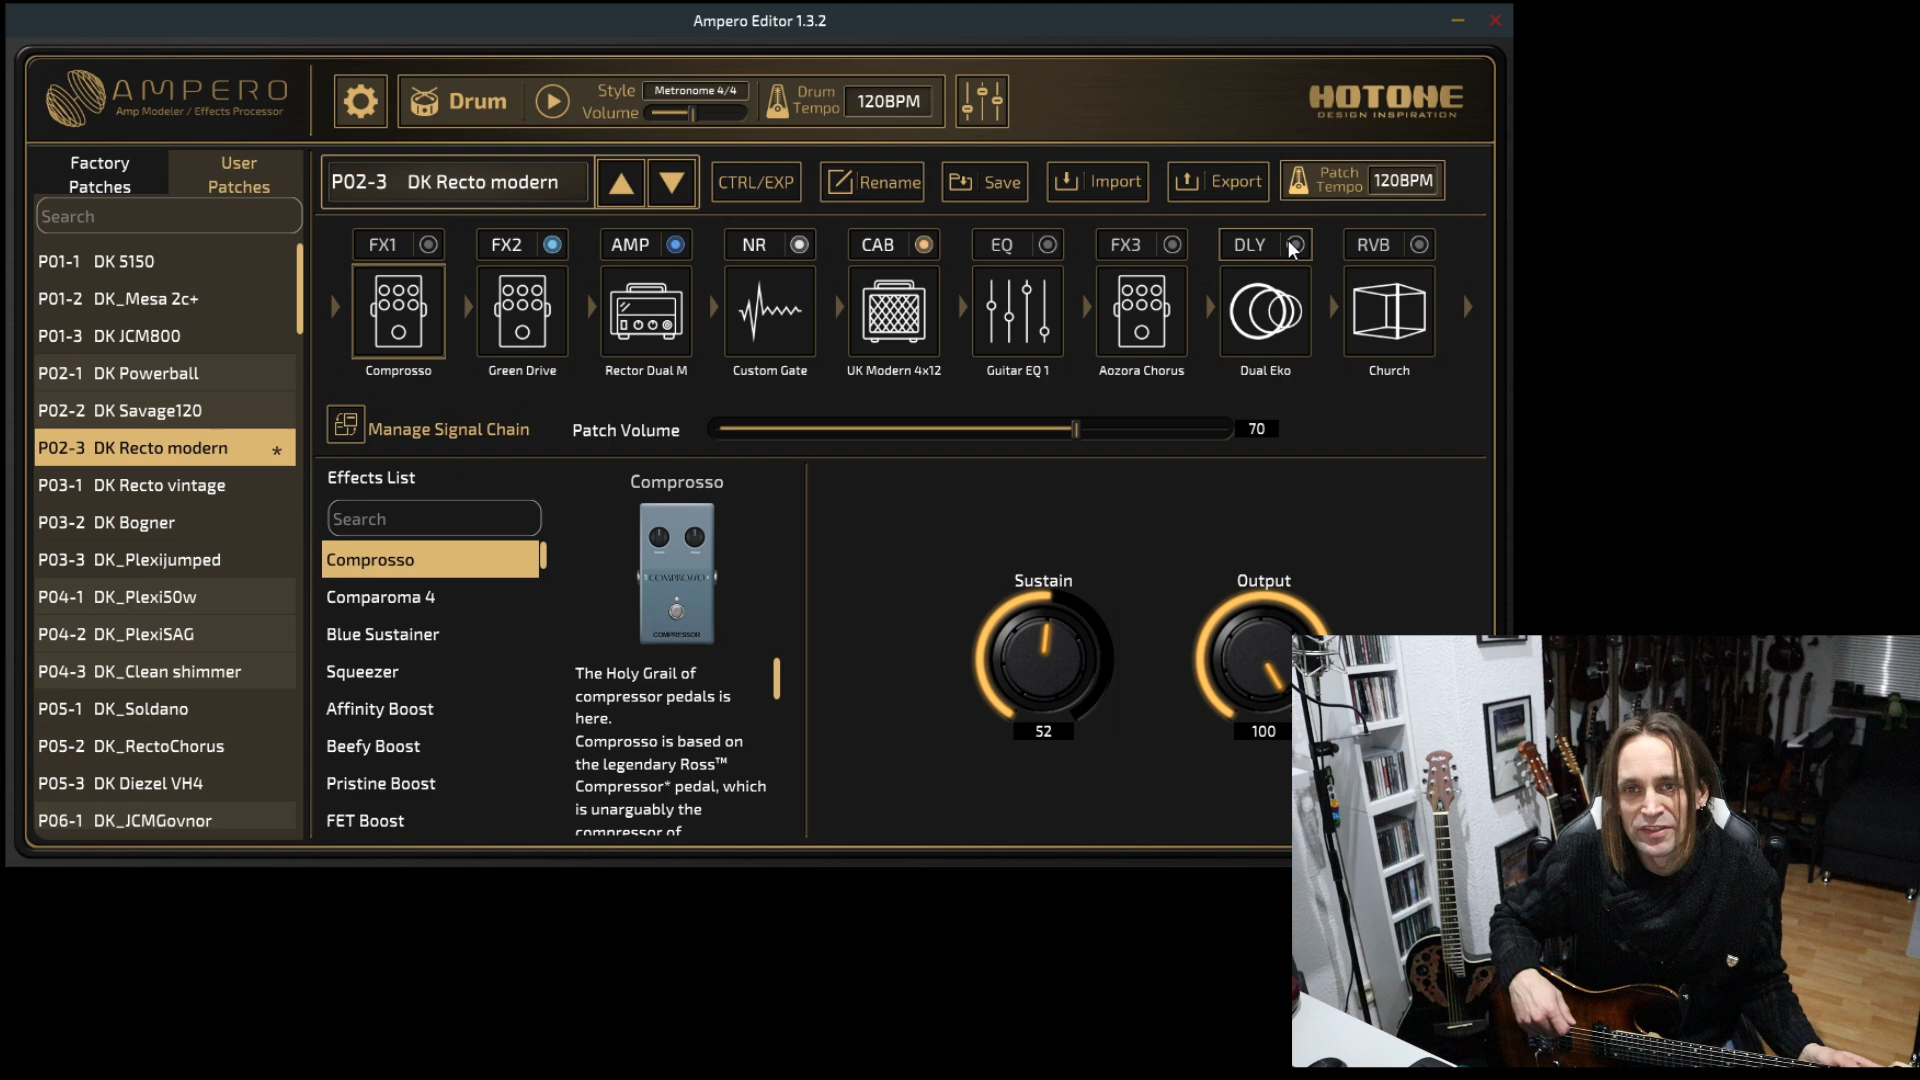 Ampero Editor 1.3.2
AMPERO
Amp Modeler / Effects Processor
Drum
Style
Metronome 4/4
Volume
Drum
Tempo
120BPM
HOTONE
DESIGN INSPIRATION
Factory
Patches
User
Patches
Search
P01-1 DK 5150
P01-2 DK_Mesa 2c+
P01-3 DK JCM800
P02-1 DK Powerball
P02-2 DK Savage120
P02-3 DK Recto modern *
P03-1 DK Recto vintage
P03-2 DK Bogner
P03-3 DK_Plexijumped
P04-1 DK_Plexi50w
P04-2 DK_PlexiSAG
P04-3 DK_Clean shimmer
P05-1 DK_Soldano
P05-2 DK_RectoChorus
P05-3 DK Diezel VH4
P06-1 DK_JCMGovnor
P02-3 DK Recto modern
CTRL/EXP
Rename
Save
Import
Export
Patch
Tempo
120BPM
FX1
FX2
AMP
NR
CAB
EQ
FX3
DLY
RVB
Comprosso
Green Drive
Rector Dual M
Custom Gate
UK Modern 4x12
Guitar EQ 1
Aozora Chorus
Dual Eko
Church
Manage Signal Chain
Patch Volume
70
Effects List
Search
Comprosso
Comparoma 4
Blue Sustainer
Squeezer
Affinity Boost
Beefy Boost
Pristine Boost
FET Boost
Comprosso
COMPROSSO
COMPRESSOR
The Holy Grail of
compressor pedals is
here.
Comprosso is based on
the legendary Ross™
Compressor* pedal, which
is unarguably the
compressor of
Sustain
52
Output
100